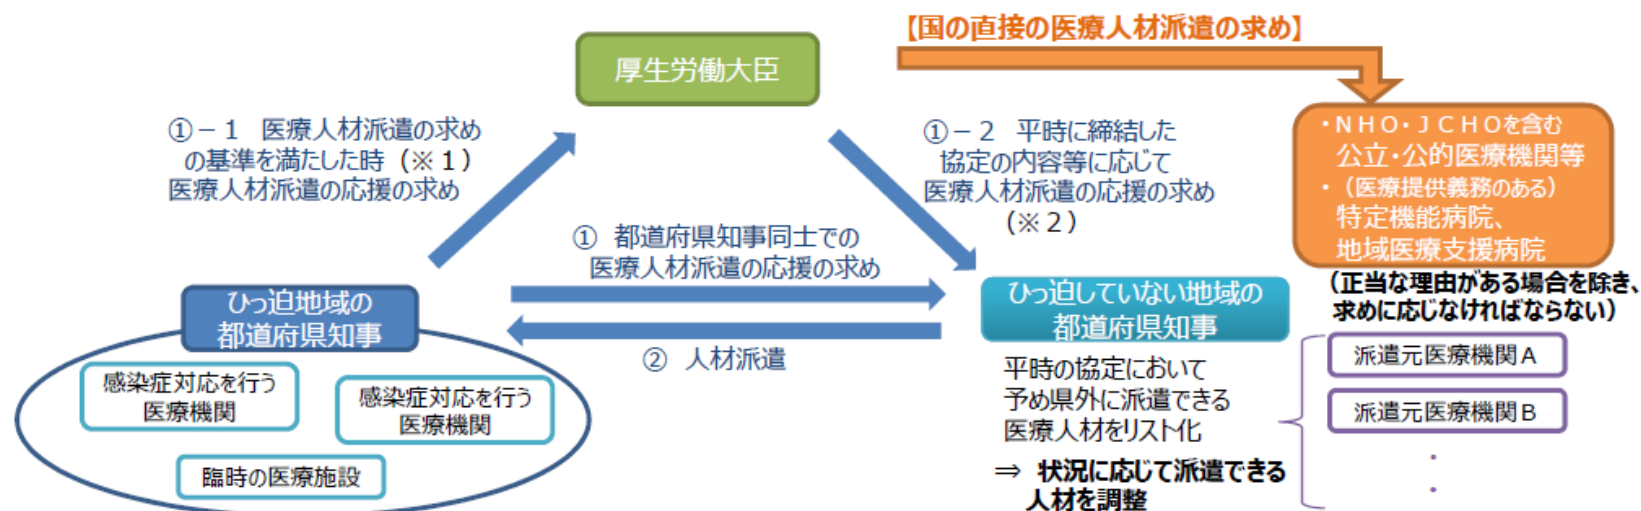 【国の直接の医療人材派遣の求め】
厚生労働大臣
①－１　医療人材派遣の求め
の基準を満たした時（※１）
医療人材派遣の応援の求め
①－２　平時に締結した
協定の内容等に応じて
医療人材派遣の応援の求め
（※２）
・ＮＨＯ・ＪＣＨＯを含む
公立・公的医療機関等
・（医療提供義務のある）
特定機能病院、
地域医療支援病院
（正当な理由がある場合を除き、
求めに応じなければならない）
①　都道府県知事同士での
医療人材派遣の応援の求め
ひっ迫地域の
都道府県知事
ひっ迫していない地域の
都道府県知事
②　人材派遣
感染症対応を行う
医療機関
感染症対応を行う
医療機関
臨時の医療施設
平時の協定において
予め県外に派遣できる
医療人材をリスト化
⇒　状況に応じて派遣できる
人材を調整
派遣元医療機関Ａ
派遣元医療機関Ｂ
・
・